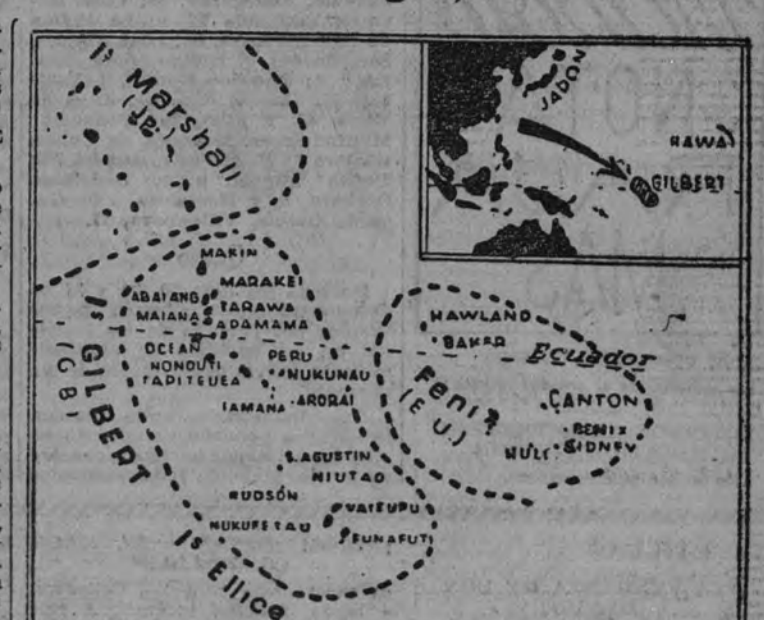 Iˢ Marshall
(Jp.)
JAPON
HAWAI
GILBERT
MAKIN
MARAKEI
ABAIANG
TARAWA
MAIANA
ADAMAMA
OCEAN
NONOUTI
TAPITEUEA
PERU
NUKUNAU
TAMANA
ARORAI
Iˢ GILBERT
(G B)
S.AGUSTIN
NIUTAO
HUDSON
VAITUPU
NUKUFETAU
FUNAFUTI
Iˢ Ellice
HAWLAND
BAKER
Ecuador
Feniz
(E U.)
CANTON
FENIX
SIDNEY
HULL